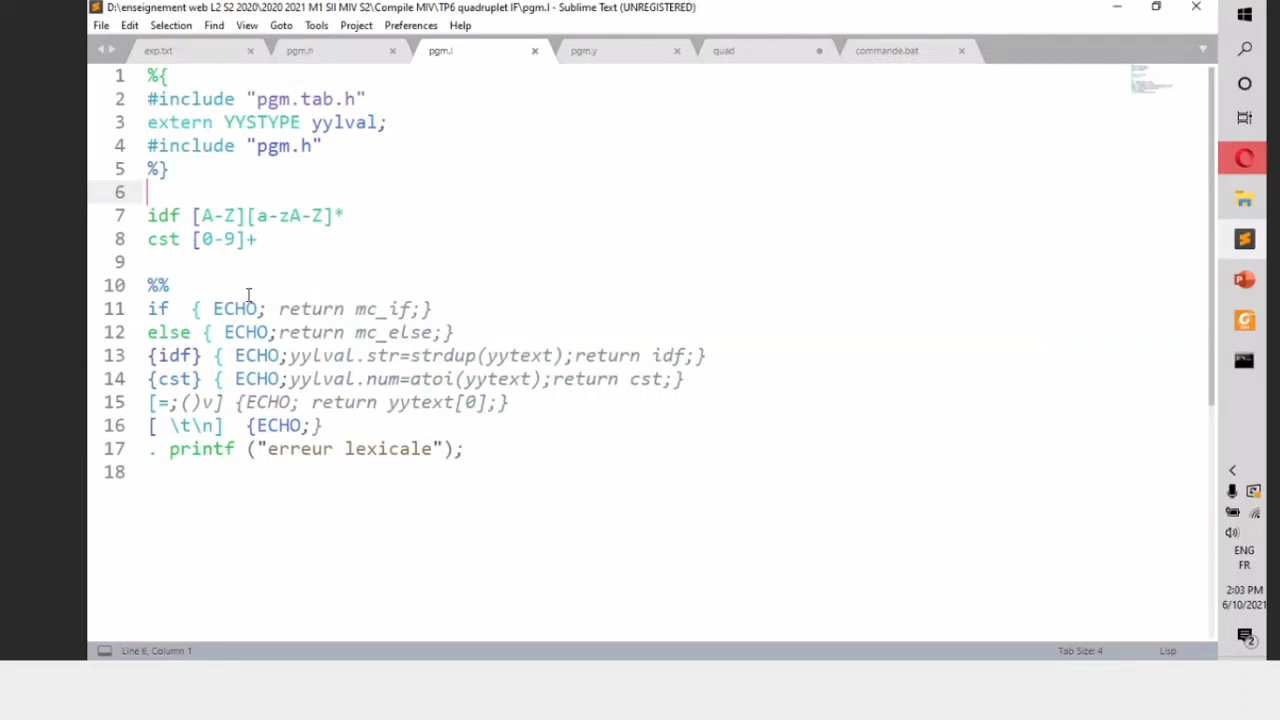 D:\enseignement web L2 S2 2020\2020 2021 M1 SII MIV S2\Compile MIV\TP6 quadruplet IF\pgm.l - Sublime Text (UNREGISTERED)
File Edit Selection Find View Goto Tools Project Preferences Help
exp.txt pgm.h pgm.l pgm.y quad commande.bat
1 %{
2 #include "pgm.tab.h"
3 extern YYSTYPE yylval;
4 #include "pgm.h"
5 %}
6
7 idf [A-Z][a-zA-Z]*
8 cst [0-9]+
9
10 %%
11 if { ECHO; return mc_if;}
12 else { ECHO;return mc_else;}
13 {idf} { ECHO;yylval.str=strdup(yytext);return idf;}
14 {cst} { ECHO;yylval.num=atoi(yytext);return cst;}
15 [=;()v] {ECHO; return yytext[0];}
16 [ \t\n] {ECHO;}
17 . printf ("erreur lexicale");
18
Line 6, Column 1 Tab Size: 4 Lisp
ENG
FR
2:03 PM
6/10/2021
2